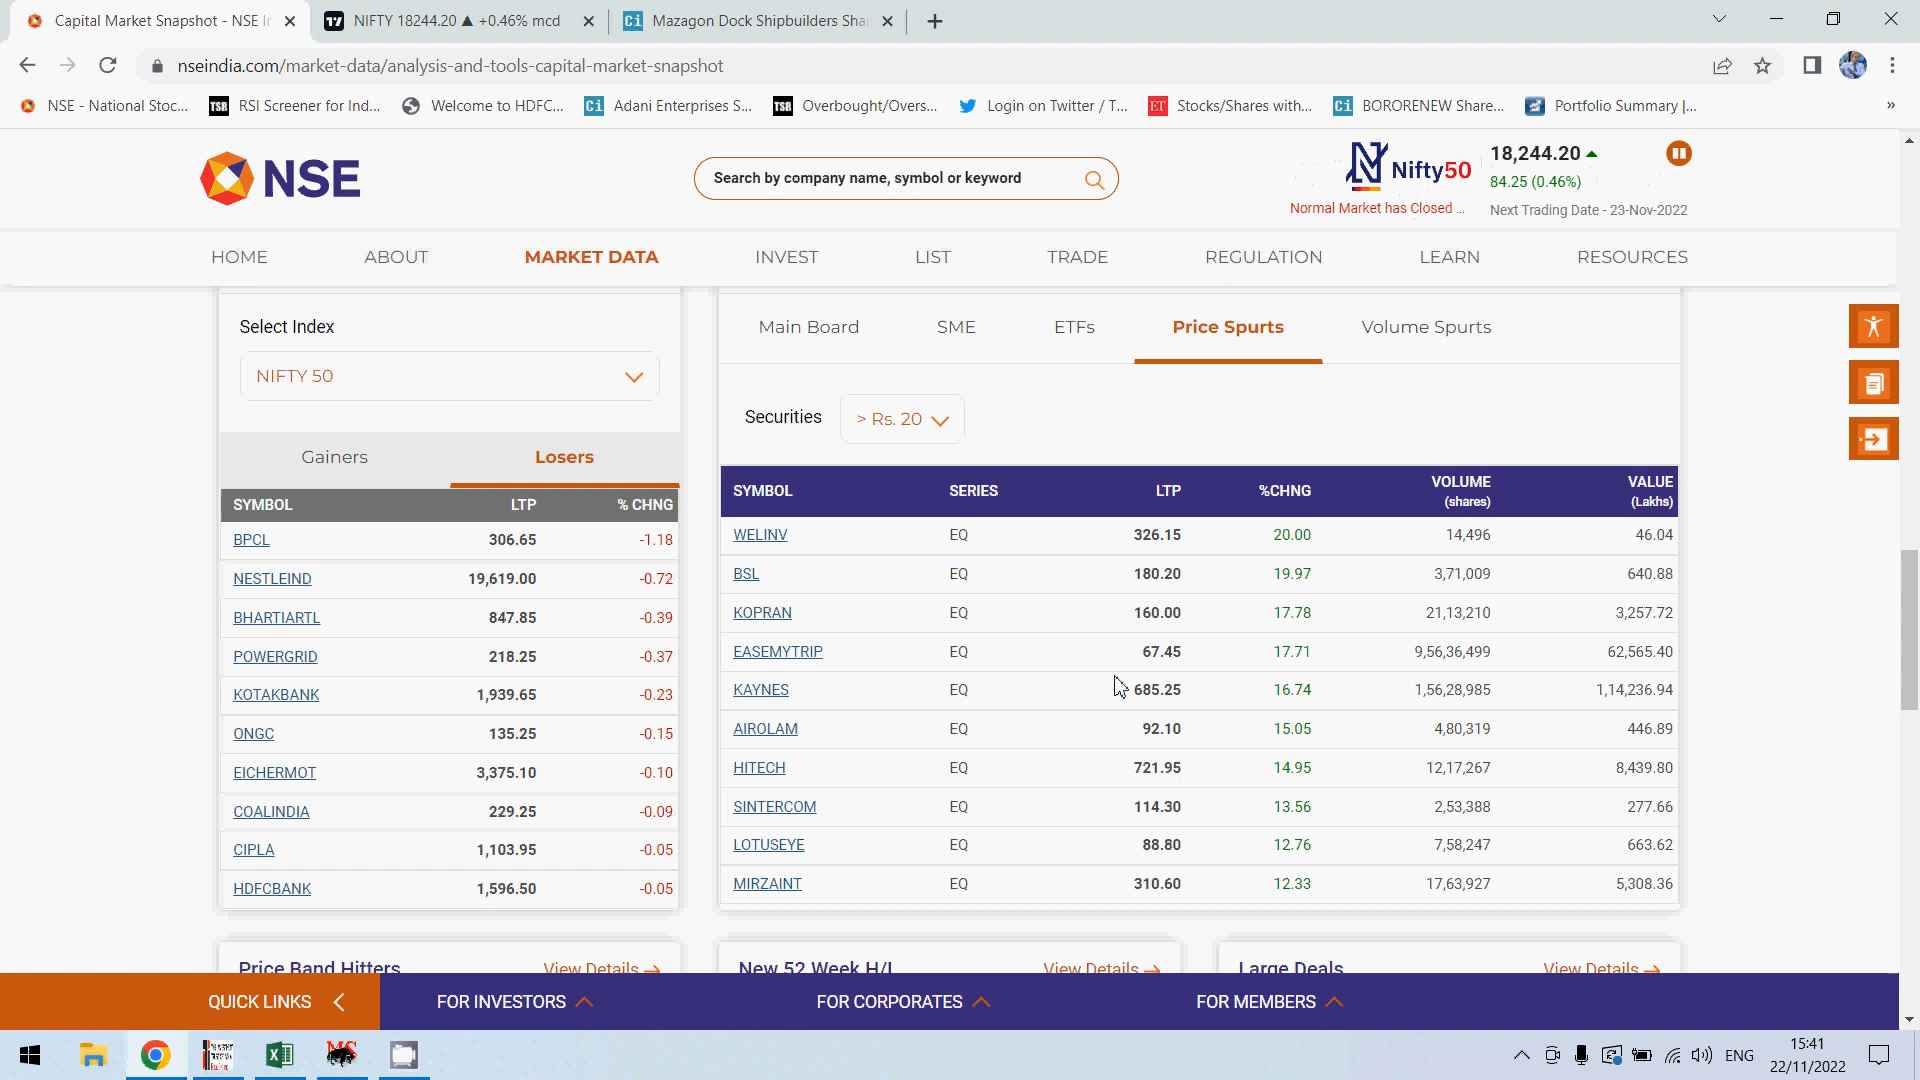 Capital Market Snapshot - NSE In
NIFTY 18244.20 ▲ +0.46% mcd
Ci Mazagon Dock Shipbuilders Sha
nseindia.com/market-data/analysis-and-tools-capital-market-snapshot
NSE - National Stoc... TSR RSI Screener for Ind... Welcome to HDFC... Ci Adani Enterprises S... TSR Overbought/Overs... Login on Twitter / T... ET Stocks/Shares with... Ci BORORENEW Share... Portfolio Summary |... »
NSE
Search by company name, symbol or keyword
Nifty50
18,244.20
84.25 (0.46%)
Normal Market has Closed ...
Next Trading Date - 23-Nov-2022
HOME ABOUT MARKET DATA INVEST LIST TRADE REGULATION LEARN RESOURCES
Select Index
NIFTY 50
Gainers Losers
SYMBOL LTP % CHNG
BPCL 306.65 -1.18
NESTLEIND 19,619.00 -0.72
BHARTIARTL 847.85 -0.39
POWERGRID 218.25 -0.37
KOTAKBANK 1,939.65 -0.23
ONGC 135.25 -0.15
EICHERMOT 3,375.10 -0.10
COALINDIA 229.25 -0.09
CIPLA 1,103.95 -0.05
HDFCBANK 1,596.50 -0.05
Main Board SME ETFs Price Spurts Volume Spurts
Securities > Rs. 20
SYMBOL SERIES LTP %CHNG VOLUME (shares) VALUE (Lakhs)
WELINV EQ 326.15 20.00 14,496 46.04
BSL EQ 180.20 19.97 3,71,009 640.88
KOPRAN EQ 160.00 17.78 21,13,210 3,257.72
EASEMYTRIP EQ 67.45 17.71 9,56,36,499 62,565.40
KAYNES EQ 685.25 16.74 1,56,28,985 1,14,236.94
AIROLAM EQ 92.10 15.05 4,80,319 446.89
HITECH EQ 721.95 14.95 12,17,267 8,439.80
SINTERCOM EQ 114.30 13.56 2,53,388 277.66
LOTUSEYE EQ 88.80 12.76 7,58,247 663.62
MIRZAINT EQ 310.60 12.33 17,63,927 5,308.36
Price Band Hitters View Details →
New 52 Week H/L View Details →
Large Deals View Details →
QUICK LINKS FOR INVESTORS FOR CORPORATES FOR MEMBERS
MS
ENG
15:41
22/11/2022